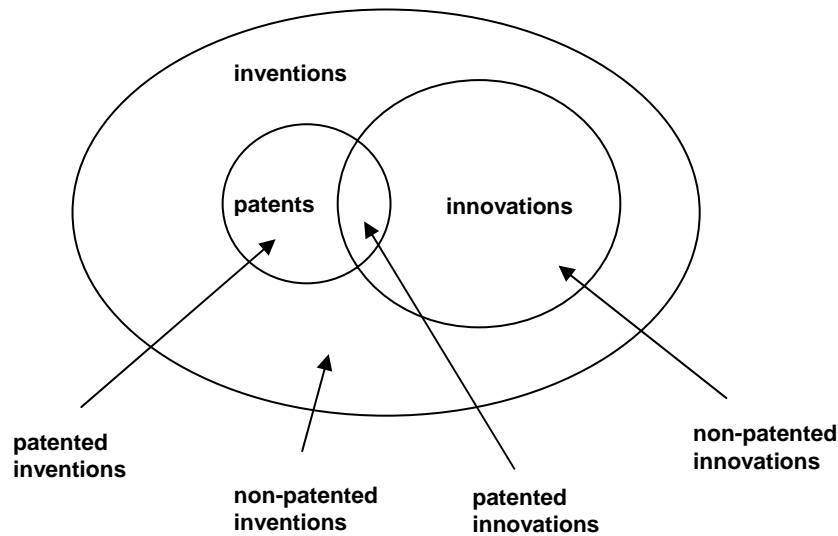 inventions
patents
innovations
patented
inventions
non-patented
inventions
patented
innovations
non-patented
innovations